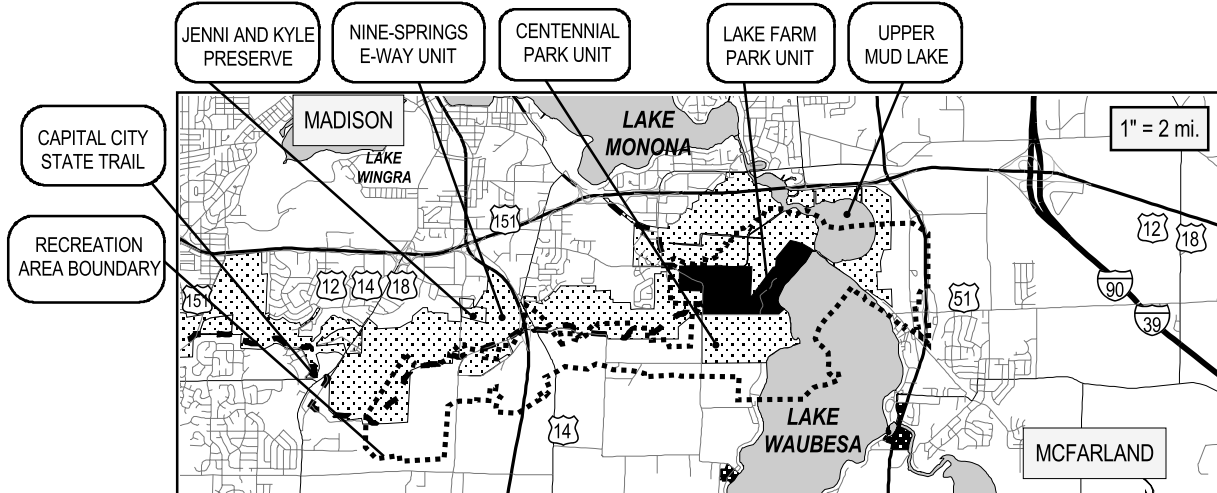 JENNI AND KYLE
PRESERVE
NINE-SPRINGS
E-WAY UNIT
CENTENNIAL
PARK UNIT
LAKE FARM
PARK UNIT
UPPER
MUD LAKE
CAPITAL CITY
STATE TRAIL
RECREATION
AREA BOUNDARY
MADISON
LAKE
WINGRA
LAKE
MONONA
1" = 2 mi.
151
12
18
151
12
14
18
90
51
39
14
LAKE
WAUBESA
MCFARLAND